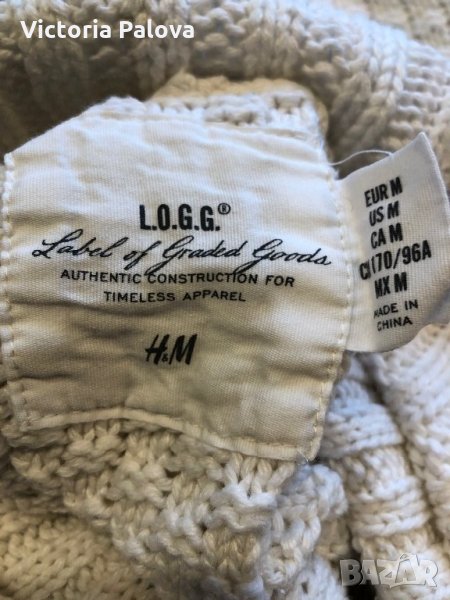 Victoria Palova
L.O.G.G.®
Label of Graded Goods
AUTHENTIC CONSTRUCTION FOR
TIMELESS APPAREL
H&M
EUR M
US M
CA M
CN 170/96A
MX M
MADE IN
CHINA
BAZAR